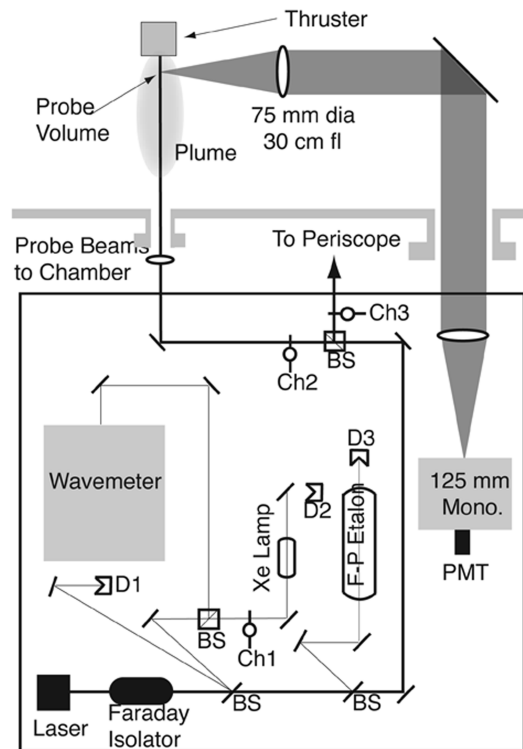 Thruster
Probe
Volume
75 mm dia
30 cm fl
Plume
To Periscope
Probe Beams
to Chamber
Ch3
BS
Ch2
D3
Wavemeter
D2
125 mm
Mono.
Xe Lamp
F-P Etalon
PMT
D1
BS
Ch1
BS
BS
Laser
Faraday
Isolator